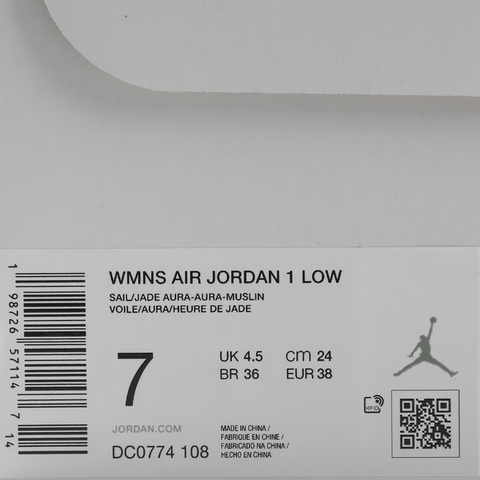 WMNS AIR JORDAN 1 LOW
SAIL/JADE AURA-AURA-MUSLIN
VOILE/AURA/HEURE DE JADE
7
UK 4.5 cm 24
BR 36 EUR 38
JORDAN.COM
DC0774 108
MADE IN CHINA /
FABRIQUE EN CHINE /
FABRICADO NA CHINA /
HECHO EN CHINA
RFID
1 98726 57114 7
14